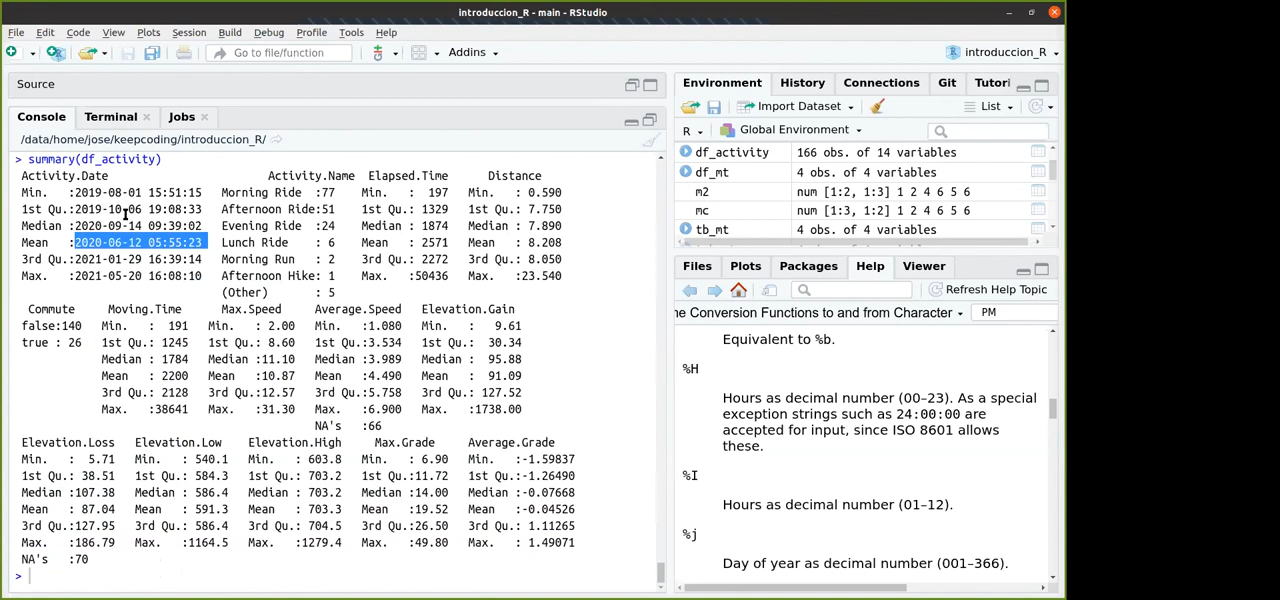 introduccion_R - main - RStudio
File Edit Code View Plots Session Build Debug Profile Tools Help
Go to file/function Addins introduccion_R
Source
Console Terminal Jobs
/data/home/jose/keepcoding/introduccion_R/
> summary(df_activity)
Activity.Date Activity.Name Elapsed.Time Distance
Min. :2019-08-01 15:51:15 Morning Ride :77 Min. : 197 Min. : 0.590
1st Qu.:2019-10-06 19:08:33 Afternoon Ride:51 1st Qu.: 1329 1st Qu.: 7.750
Median :2020-09-14 09:39:02 Evening Ride :24 Median : 1874 Median : 7.890
Mean :2020-06-12 05:55:23 Lunch Ride : 6 Mean : 2571 Mean : 8.208
3rd Qu.:2021-01-29 16:39:14 Morning Run : 2 3rd Qu.: 2272 3rd Qu.: 8.050
Max. :2021-05-20 16:08:10 Afternoon Hike: 1 Max. :50436 Max. :23.540
(Other) : 5
Commute Moving.Time Max.Speed Average.Speed Elevation.Gain
false:140 Min. : 191 Min. : 2.00 Min. :1.080 Min. : 9.61
true : 26 1st Qu.: 1245 1st Qu.: 8.60 1st Qu.:3.534 1st Qu.: 30.34
Median : 1784 Median :11.10 Median :3.989 Median : 95.88
Mean : 2200 Mean :10.87 Mean :4.490 Mean : 91.09
3rd Qu.: 2128 3rd Qu.:12.57 3rd Qu.:5.758 3rd Qu.: 127.52
Max. :38641 Max. :31.30 Max. :6.900 Max. :1738.00
NA's :66
Elevation.Loss Elevation.Low Elevation.High Max.Grade Average.Grade
Min. : 5.71 Min. : 540.1 Min. : 603.8 Min. : 6.90 Min. :-1.59837
1st Qu.: 38.51 1st Qu.: 584.3 1st Qu.: 703.2 1st Qu.:11.72 1st Qu.:-1.26490
Median :107.38 Median : 586.4 Median : 703.2 Median :14.00 Median :-0.07668
Mean : 87.04 Mean : 591.3 Mean : 703.3 Mean :19.52 Mean :-0.04526
3rd Qu.:127.95 3rd Qu.: 586.4 3rd Qu.: 704.5 3rd Qu.:26.50 3rd Qu.: 1.11265
Max. :186.79 Max. :1164.5 Max. :1279.4 Max. :49.80 Max. : 1.49071
NA's :70
>
Environment History Connections Git Tutori
Import Dataset List
R Global Environment
df_activity 166 obs. of 14 variables
df_mt 4 obs. of 4 variables
m2 num [1:2, 1:3] 1 2 4 6 5 6
mc num [1:3, 1:2] 1 2 4 6 5 6
tb_mt 4 obs. of 4 variables
Files Plots Packages Help Viewer
Refresh Help Topic
ne Conversion Functions to and from Character PM
Equivalent to %b.
%H
Hours as decimal number (00–23). As a special
exception strings such as 24:00:00 are
accepted for input, since ISO 8601 allows
these.
%I
Hours as decimal number (01–12).
%j
Day of year as decimal number (001–366).